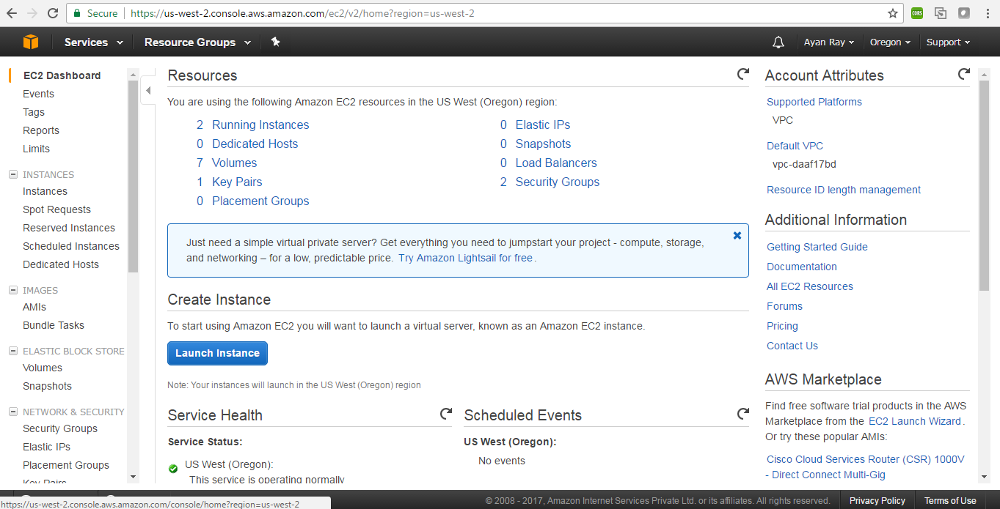 Secure https://us-west-2.console.aws.amazon.com/ec2/v2/home?region=us-west-2
CORS
Services Resource Groups Ayan Ray Oregon Support
EC2 Dashboard
Events
Tags
Reports
Limits
INSTANCES
Instances
Spot Requests
Reserved Instances
Scheduled Instances
Dedicated Hosts
IMAGES
AMIs
Bundle Tasks
ELASTIC BLOCK STORE
Volumes
Snapshots
NETWORK & SECURITY
Security Groups
Elastic IPs
Placement Groups
Key Pairs
Resources
You are using the following Amazon EC2 resources in the US West (Oregon) region:
2 Running Instances
0 Dedicated Hosts
7 Volumes
1 Key Pairs
0 Placement Groups
0 Elastic IPs
0 Snapshots
0 Load Balancers
2 Security Groups
Just need a simple virtual private server? Get everything you need to jumpstart your project - compute, storage,
and networking – for a low, predictable price. Try Amazon Lightsail for free.
Create Instance
To start using Amazon EC2 you will want to launch a virtual server, known as an Amazon EC2 instance.
Launch Instance
Note: Your instances will launch in the US West (Oregon) region
Service Health
Service Status:
US West (Oregon):
This service is operating normally
Scheduled Events
US West (Oregon):
No events
Account Attributes
Supported Platforms
VPC
Default VPC
vpc-daaf17bd
Resource ID length management
Additional Information
Getting Started Guide
Documentation
All EC2 Resources
Forums
Pricing
Contact Us
AWS Marketplace
Find free software trial products in the AWS
Marketplace from the EC2 Launch Wizard.
Or try these popular AMIs:
Cisco Cloud Services Router (CSR) 1000V
- Direct Connect Multi-Gig
https://us-west-2.console.aws.amazon.com/console/home?region=us-west-2
© 2008 - 2017, Amazon Internet Services Private Ltd. or its affiliates. All rights reserved. Privacy Policy Terms of Use